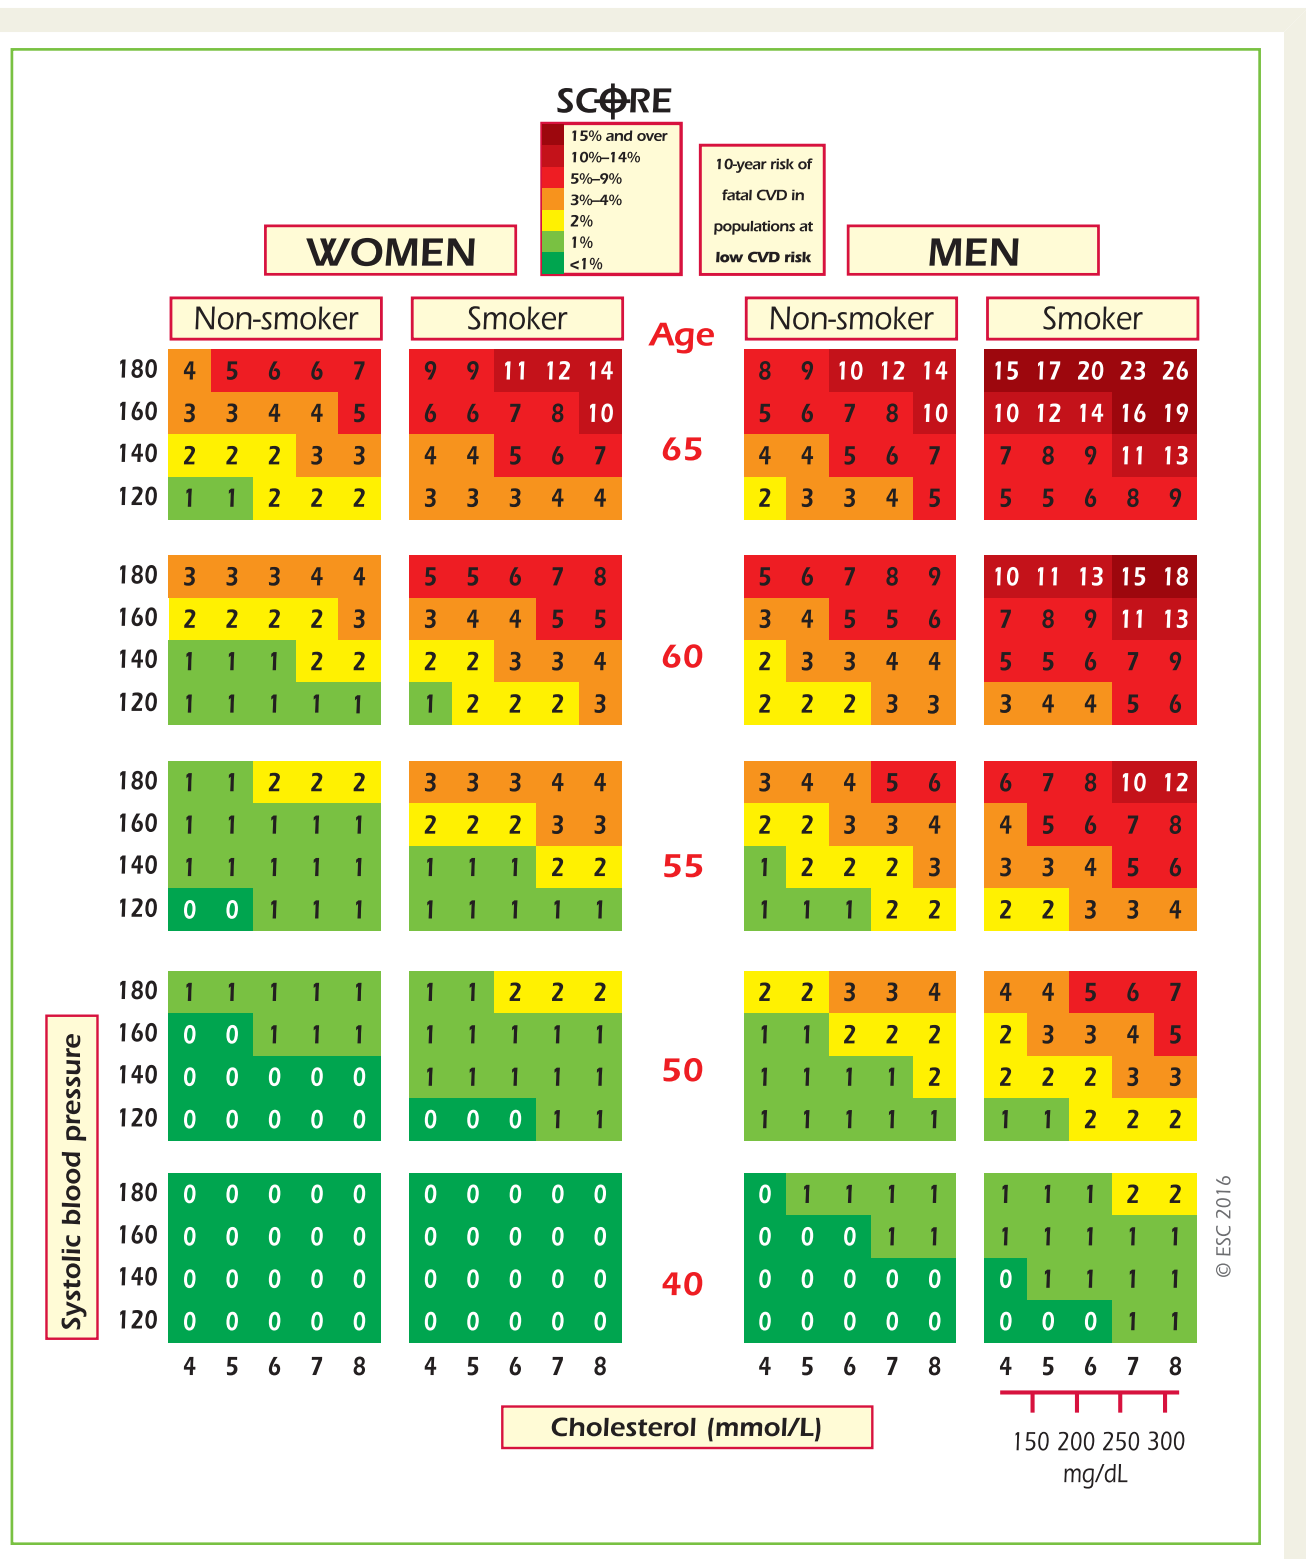 SCORE
15% and over
10%–14%
5%–9%
3%–4%
2%
1%
<1%
10-year risk of
fatal CVD in
populations at
low CVD risk
WOMEN MEN
Non-smoker Smoker Age Non-smoker Smoker
180 4 5 6 6 7 9 9 11 12 14 8 9 10 12 14 15 17 20 23 26
160 3 3 4 4 5 6 6 7 8 10 5 6 7 8 10 10 12 14 16 19
65
140 2 2 2 3 3 4 4 5 6 7 4 4 5 6 7 7 8 9 11 13
120 1 1 2 2 2 3 3 3 4 4 2 3 3 4 5 5 5 6 8 9
180 3 3 3 4 4 5 5 6 7 8 5 6 7 8 9 10 11 13 15 18
160 2 2 2 2 3 3 4 4 5 5 3 4 5 5 6 7 8 9 11 13
60
140 1 1 1 2 2 2 2 3 3 4 2 3 3 4 4 5 5 6 7 9
120 1 1 1 1 1 1 2 2 2 3 2 2 2 3 3 3 4 4 5 6
180 1 1 2 2 2 3 3 3 4 4 3 4 4 5 6 6 7 8 10 12
160 1 1 1 1 1 2 2 2 3 3 2 2 3 3 4 4 5 6 7 8
55
140 1 1 1 1 1 1 1 1 2 2 1 2 2 2 3 3 3 4 5 6
120 0 0 1 1 1 1 1 1 1 1 1 1 1 2 2 2 2 3 3 4
180 1 1 1 1 1 1 1 2 2 2 2 2 3 3 4 4 4 5 6 7
160 0 0 1 1 1 1 1 1 1 1 1 1 2 2 2 2 3 3 4 5
50
140 0 0 0 0 0 1 1 1 1 1 1 1 1 1 2 2 2 2 3 3
120 0 0 0 0 0 0 0 0 1 1 1 1 1 1 1 1 1 2 2 2
180 0 0 0 0 0 0 0 0 0 0 0 1 1 1 1 1 1 1 2 2
160 0 0 0 0 0 0 0 0 0 0 0 0 0 1 1 1 1 1 1 1
40
140 0 0 0 0 0 0 0 0 0 0 0 0 0 0 0 0 1 1 1 1
120 0 0 0 0 0 0 0 0 0 0 0 0 0 0 0 0 0 0 1 1
4 5 6 7 8 4 5 6 7 8 4 5 6 7 8 4 5 6 7 8
Systolic blood pressure
Cholesterol (mmol/L)
150 200 250 300
mg/dL
© ESC 2016